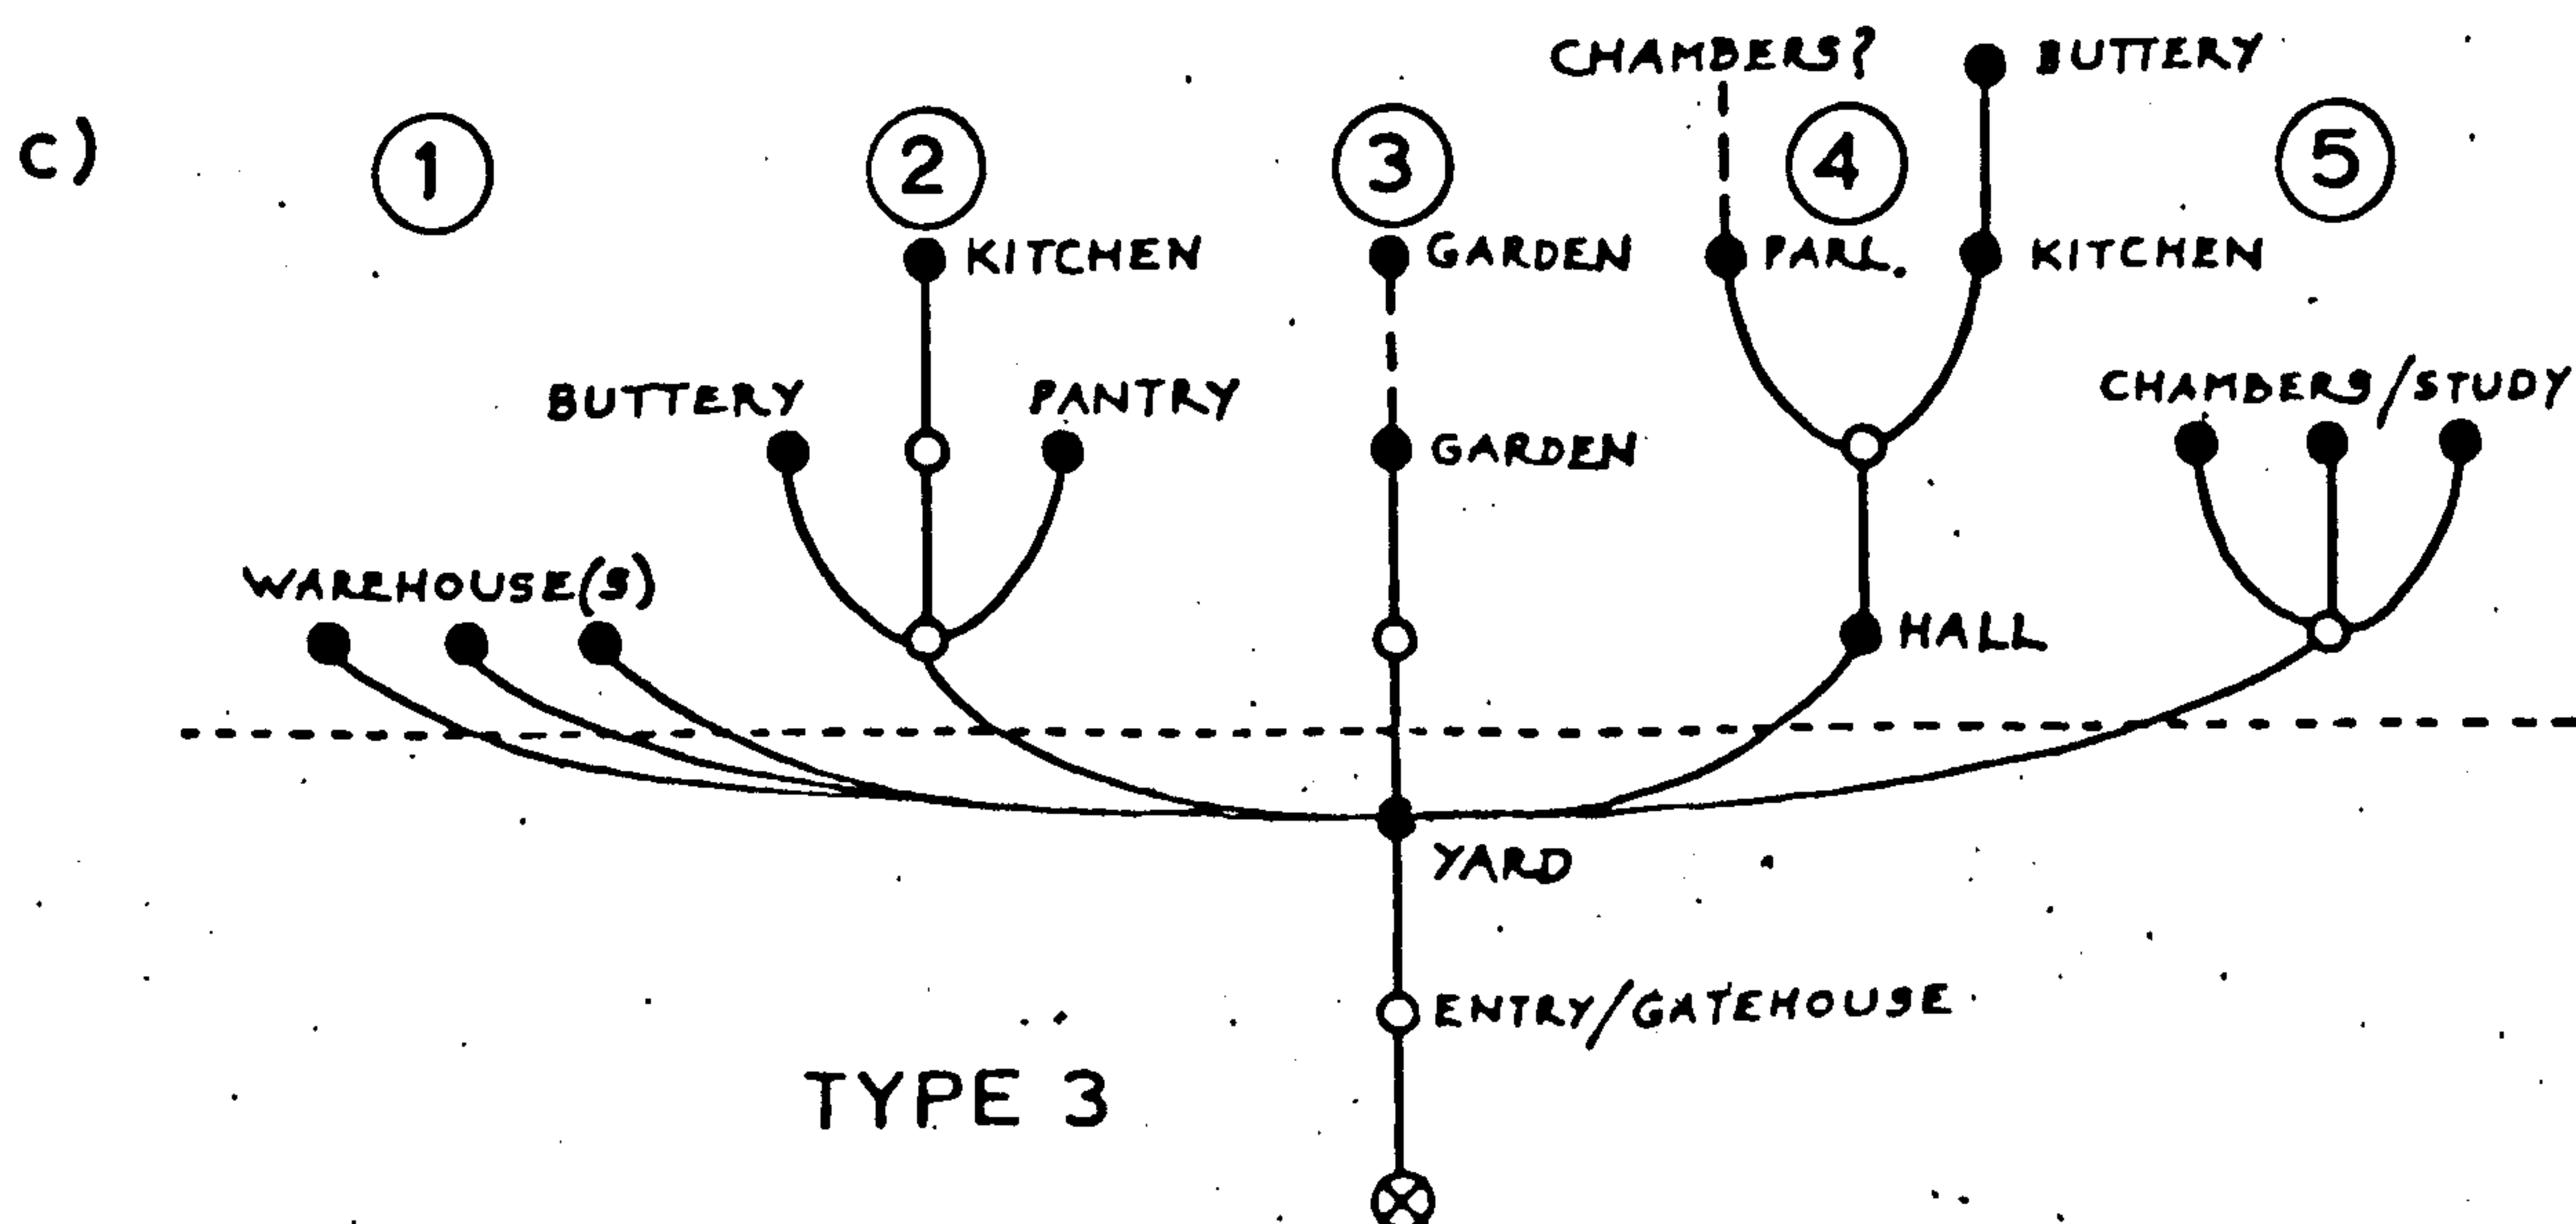 CHAMBERS? BUTTERY
c) 1 2 3 4 5
KITCHEN GARDEN PARL. KITCHEN
BUTTERY PANTRY GARDEN CHAMBERS/STUDY
WAREHOUSE(S) HALL
YARD
ENTRY/GATEHOUSE
TYPE 3